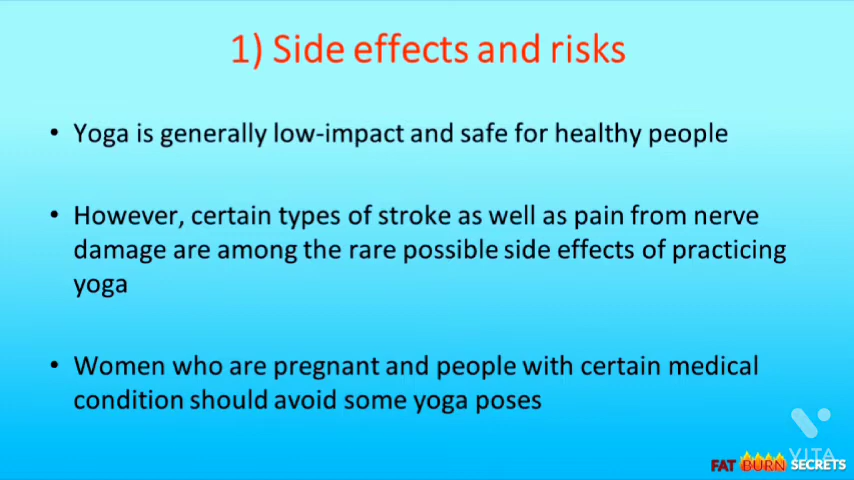 1) Side effects and risks
• Yoga is generally low-impact and safe for healthy people
• However, certain types of stroke as well as pain from nerve
damage are among the rare possible side effects of practicing
yoga
• Women who are pregnant and people with certain medical
condition should avoid some yoga poses
VITA
FAT BURN SECRETS